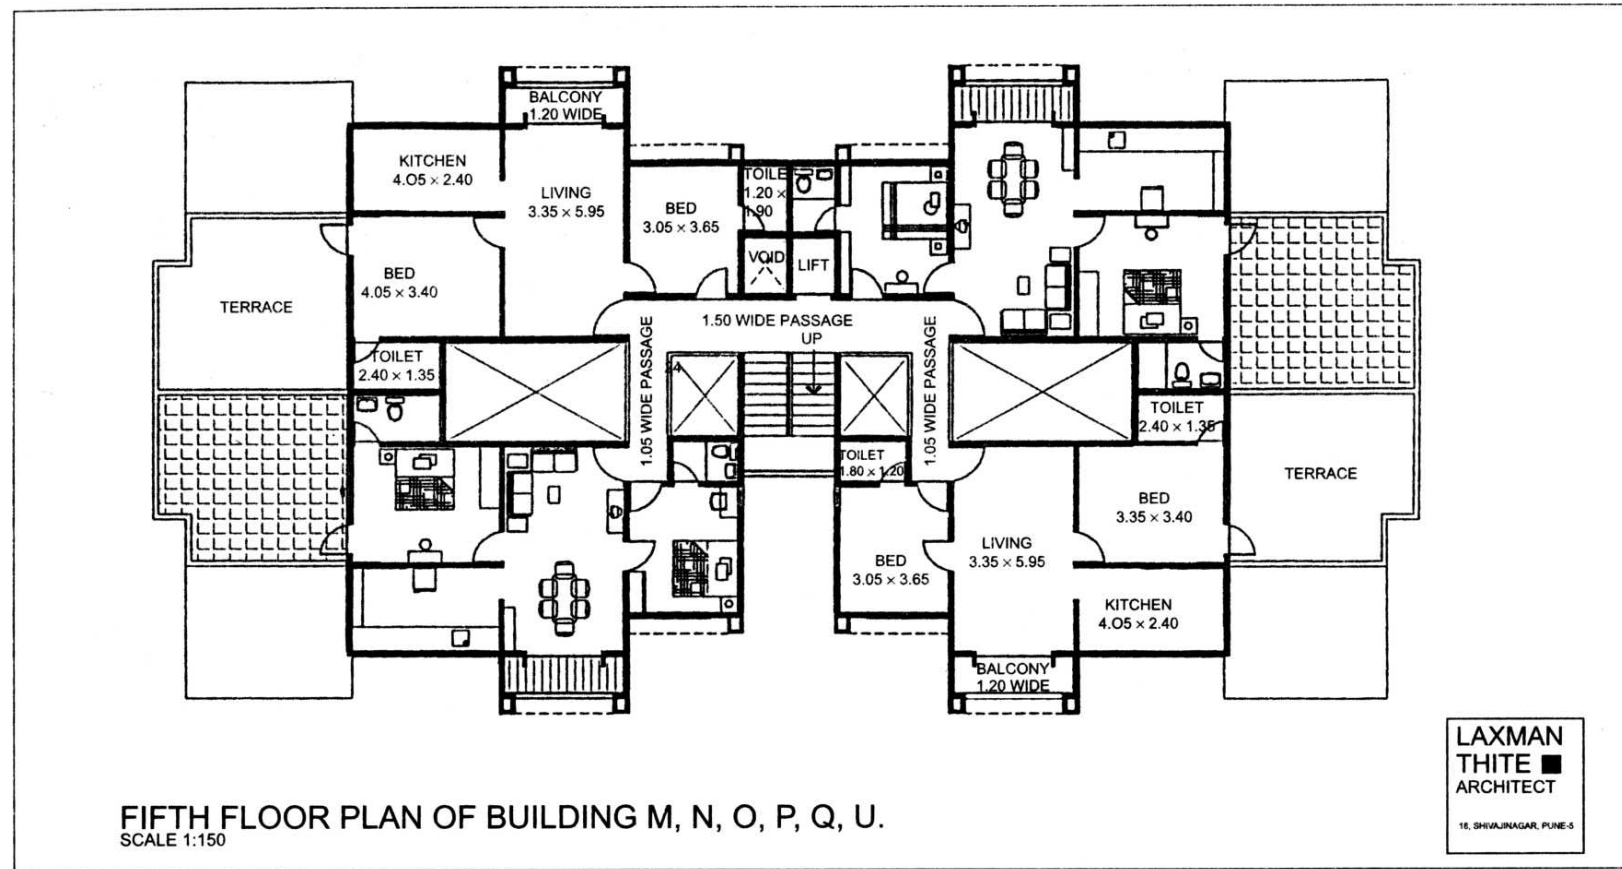 BALCONY
1.20 WIDE
KITCHEN
4.O5 × 2.40
LIVING
3.35 × 5.95
BED
3.05 × 3.65
TOILE
1.20 ×
1.90
VOID
LIFT
BED
4.05 × 3.40
TERRACE
1.50 WIDE PASSAGE
UP
1.05 WIDE PASSAGE
1.05 WIDE PASSAGE
TOILET
2.40 × 1.35
TOILET
2.40 × 1.35
TOILET
1.80 × 1.20
TERRACE
BED
3.35 × 3.40
LIVING
3.35 × 5.95
BED
3.05 × 3.65
KITCHEN
4.O5 × 2.40
BALCONY
1.20 WIDE
FIFTH FLOOR PLAN OF BUILDING M, N, O, P, Q, U.
SCALE 1:150
LAXMAN
THITE
ARCHITECT
16, SHIVAJINAGAR, PUNE-5